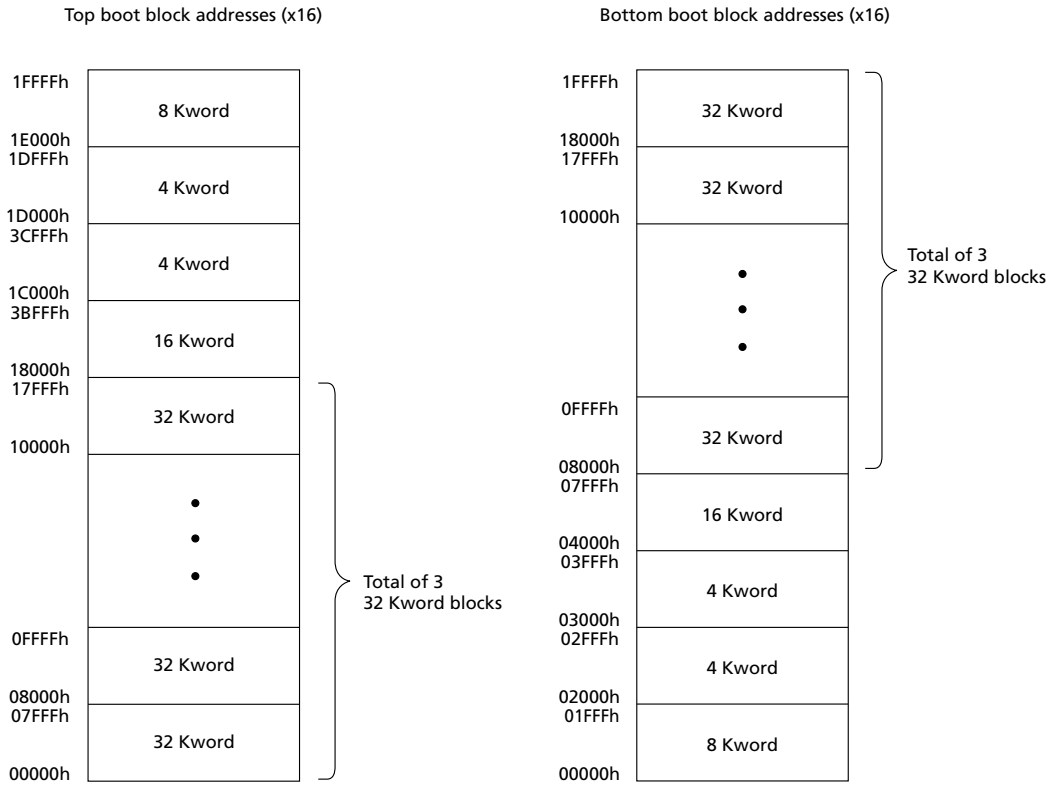 Top boot block addresses (x16)
1FFFFh
8 Kword
1E000h
1DFFFh
4 Kword
1D000h
3CFFFh
4 Kword
1C000h
3BFFFh
16 Kword
18000h
17FFFh
32 Kword
10000h
Total of 3
32 Kword blocks
0FFFFh
32 Kword
08000h
07FFFh
32 Kword
00000h
Bottom boot block addresses (x16)
1FFFFh
32 Kword
18000h
17FFFh
32 Kword
10000h
Total of 3
32 Kword blocks
0FFFFh
32 Kword
08000h
07FFFh
16 Kword
04000h
03FFFh
4 Kword
03000h
02FFFh
4 Kword
02000h
01FFFh
8 Kword
00000h